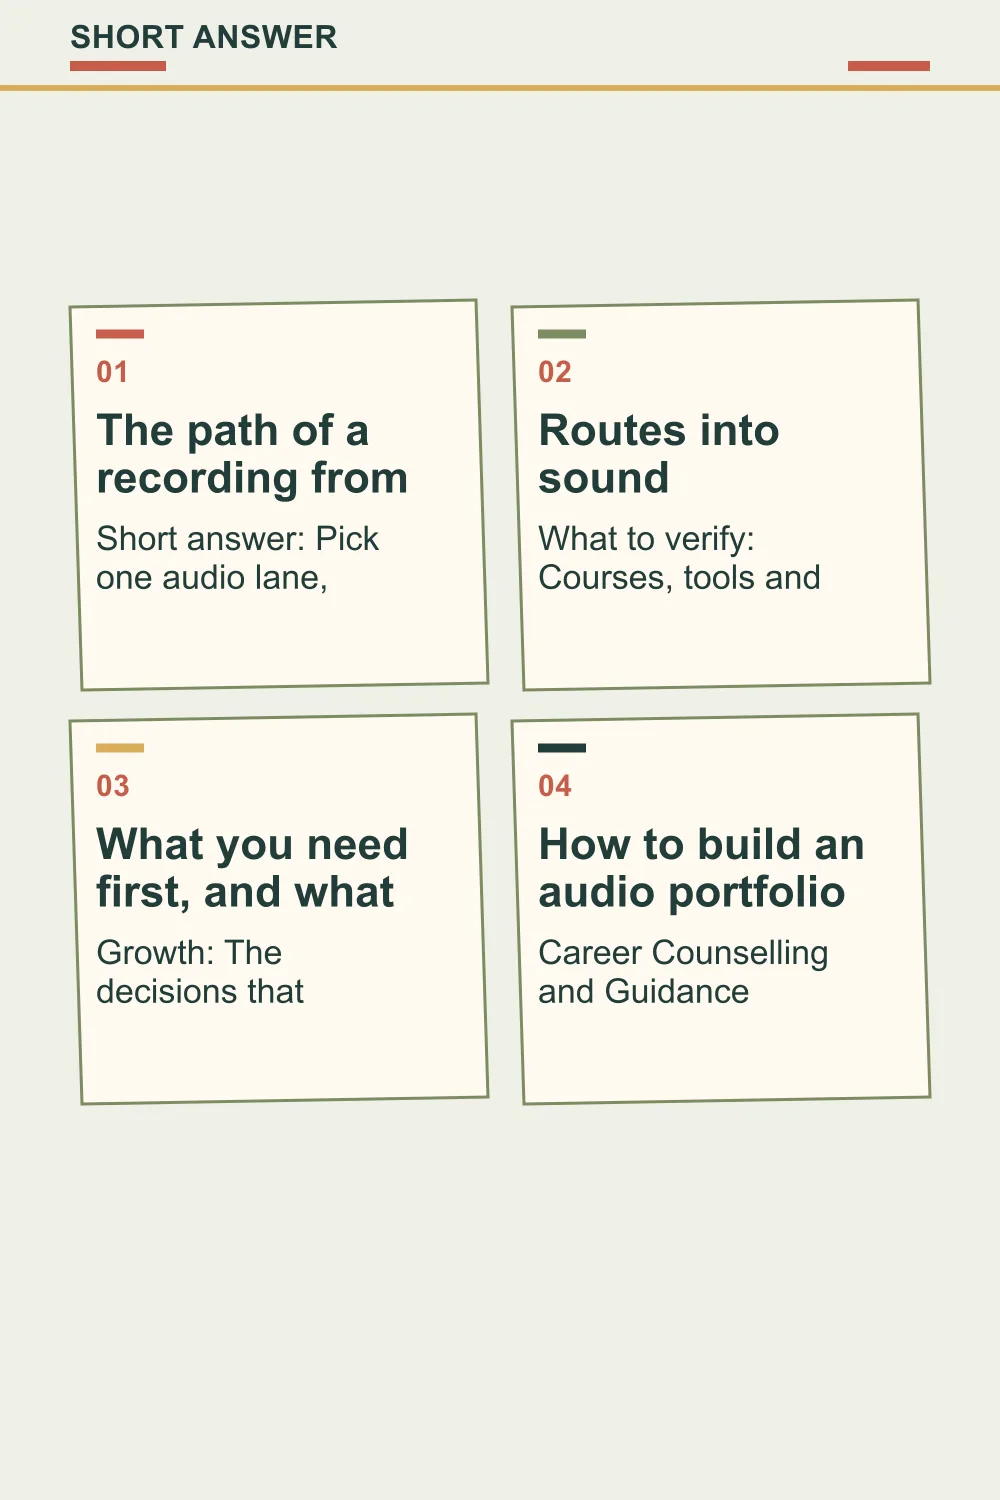 SHORT ANSWER
01
The path of a
recording from
Short answer: Pick
one audio lane,
02
Routes into
sound
What to verify:
Courses, tools and
03
What you need
first, and what
Growth: The
decisions that
04
How to build an
audio portfolio
Career Counselling
and Guidance